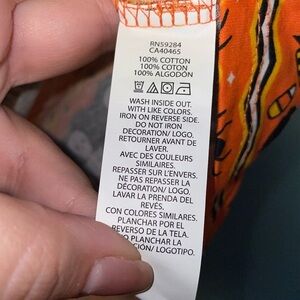 RN59284
CA40465
100% COTTON
100% COTON
100% ALGODÓN
WASH INSIDE OUT.
WITH LIKE COLORS.
IRON ON REVERSE SIDE.
DO NOT IRON
DECORATION/ LOGO.
RETOURNER AVANT DE
LAVER.
AVEC DES COULEURS
SIMILAIRES.
REPASSER SUR L'ENVERS.
NE PAS REPASSER LA
DÉCORATION/ LOGO.
LAVAR LA PRENDA DEL
REVÉS,
CON COLORES SIMILARES.
PLANCHAR POR EL
REVERSO DE LA TELA.
NO PLANCHAR LA
CIÓN/ LOGOTIPO.